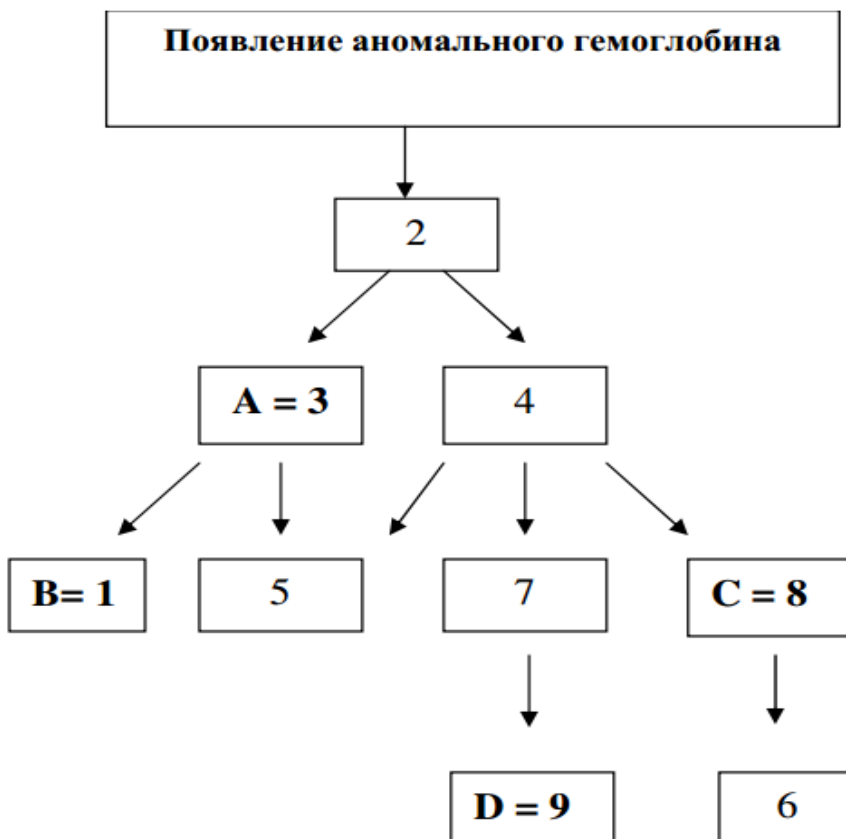 Появление аномального гемоглобина
2
A = 3
4
B= 1
5
7
C = 8
D = 9
6